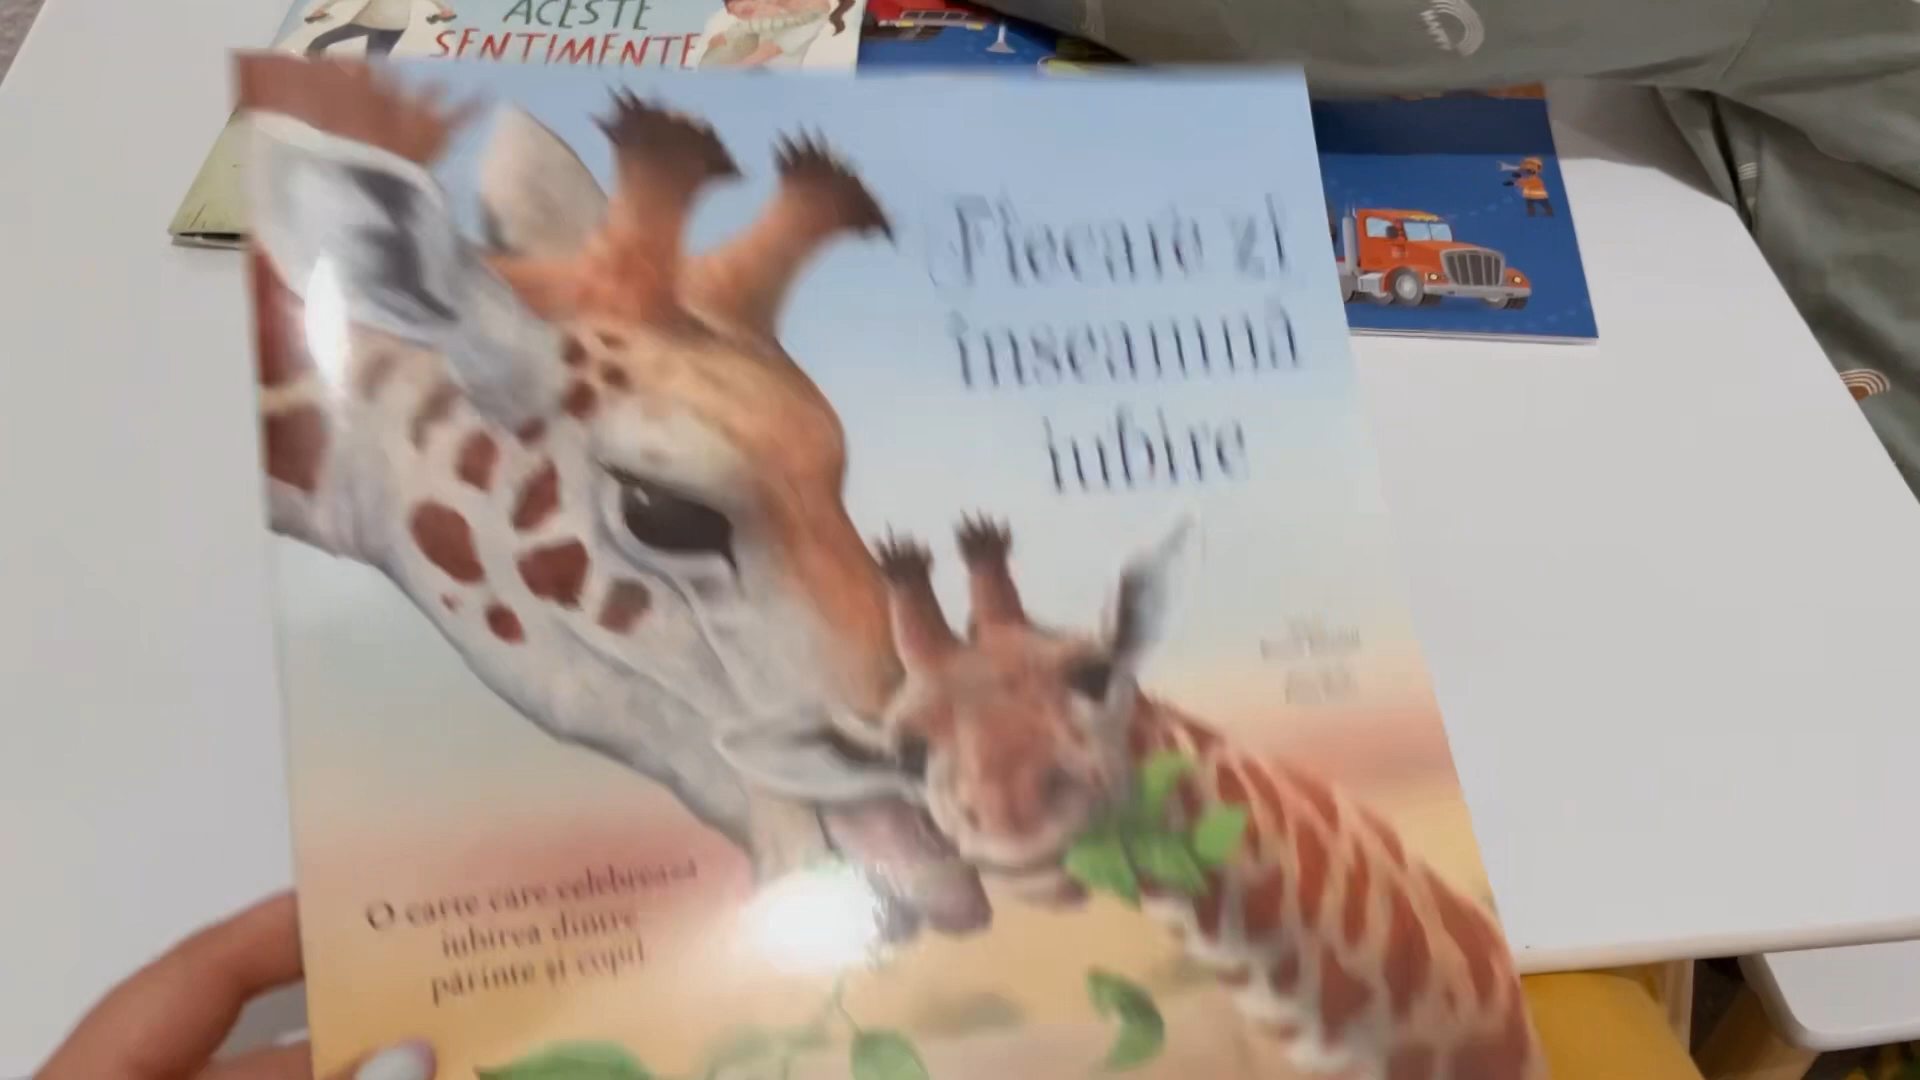 ACESTE
SENTIMENTE
Fiecare zi
înseamnă
iubire
O carte care celebrează
iubirea dintre
părinte și copil